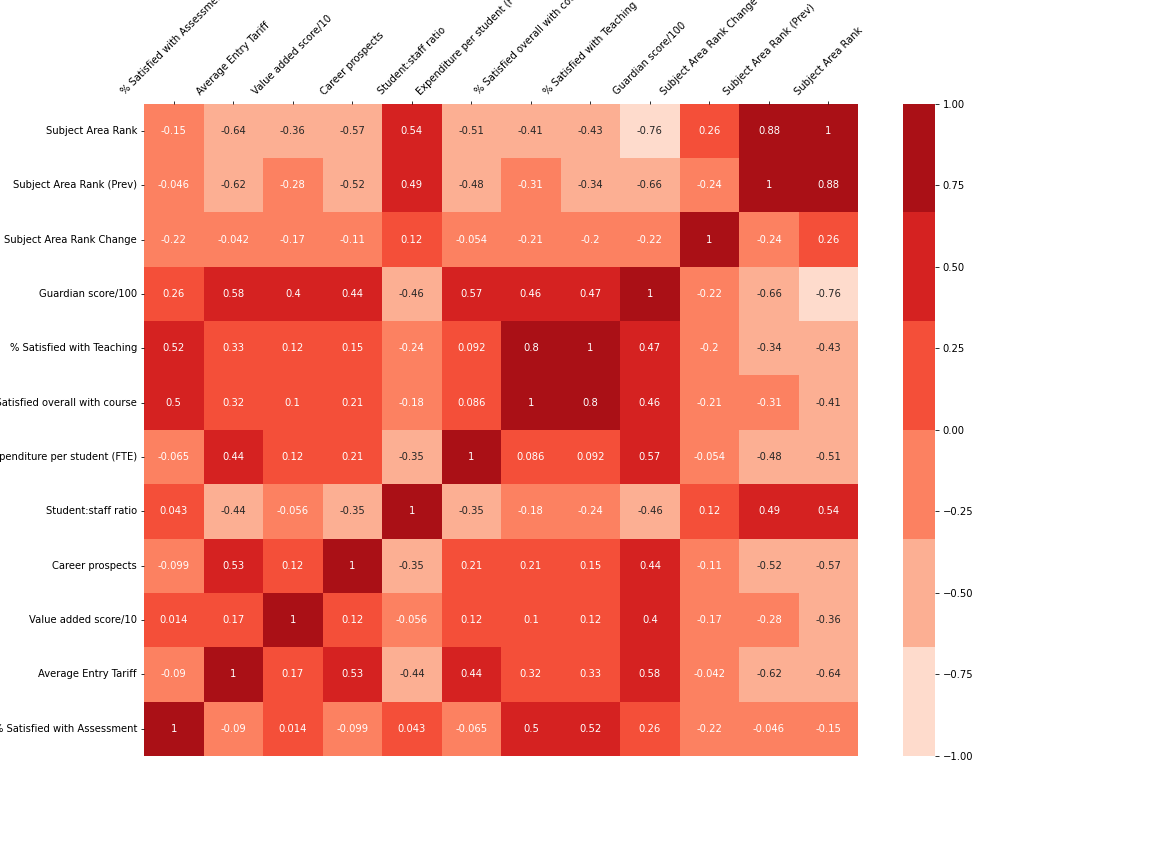 % Satisfied with
Average Entry Tariff
Value added score/10
Career prospects
Student:staff ratio
Expenditure per student
% Satisfied overall with
% Satisfied with Teaching
Guardian score/100
Subject Area Rank Change
Subject Area Rank (Prev)
Subject Area Rank
Subject Area Rank -0.15 -0.64 -0.36 -0.57 0.54 -0.51 -0.41 -0.43 -0.76 0.26 0.88 1
Subject Area Rank (Prev) -0.046 -0.62 -0.28 -0.52 0.49 -0.48 -0.31 -0.34 -0.66 -0.24 1 0.88
Subject Area Rank Change -0.22 -0.042 -0.17 -0.11 0.12 -0.054 -0.21 -0.2 -0.22 1 -0.24 0.26
Guardian score/100 0.26 0.58 0.4 0.44 -0.46 0.57 0.46 0.47 1 -0.22 -0.66 -0.76
% Satisfied with Teaching 0.52 0.33 0.12 0.15 -0.24 0.092 0.8 1 0.47 -0.2 -0.34 -0.43
Satisfied overall with course 0.5 0.32 0.1 0.21 -0.18 0.086 1 0.8 0.46 -0.21 -0.31 -0.41
penditure per student (FTE) -0.065 0.44 0.12 0.21 -0.35 1 0.086 0.092 0.57 -0.054 -0.48 -0.51
Student:staff ratio 0.043 -0.44 -0.056 -0.35 1 -0.35 -0.18 -0.24 -0.46 0.12 0.49 0.54
Career prospects -0.099 0.53 0.12 1 -0.35 0.21 0.21 0.15 0.44 -0.11 -0.52 -0.57
Value added score/10 0.014 0.17 1 0.12 -0.056 0.12 0.1 0.12 0.4 -0.17 -0.28 -0.36
Average Entry Tariff -0.09 1 0.17 0.53 -0.44 0.44 0.32 0.33 0.58 -0.042 -0.62 -0.64
% Satisfied with Assessment 1 -0.09 0.014 -0.099 0.043 -0.065 0.5 0.52 0.26 -0.22 -0.046 -0.15
1.00
0.75
0.50
0.25
0.00
−0.25
−0.50
−0.75
−1.00